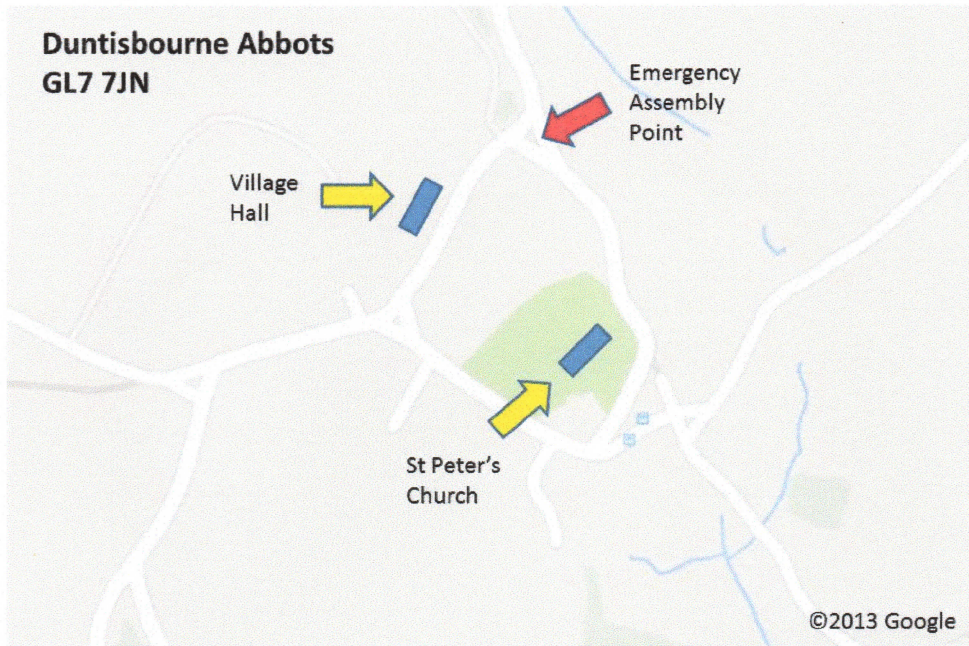 Duntisbourne Abbots
GL7 7JN
Emergency
Assembly
Point
Village
Hall
St Peter's
Church
©2013 Google